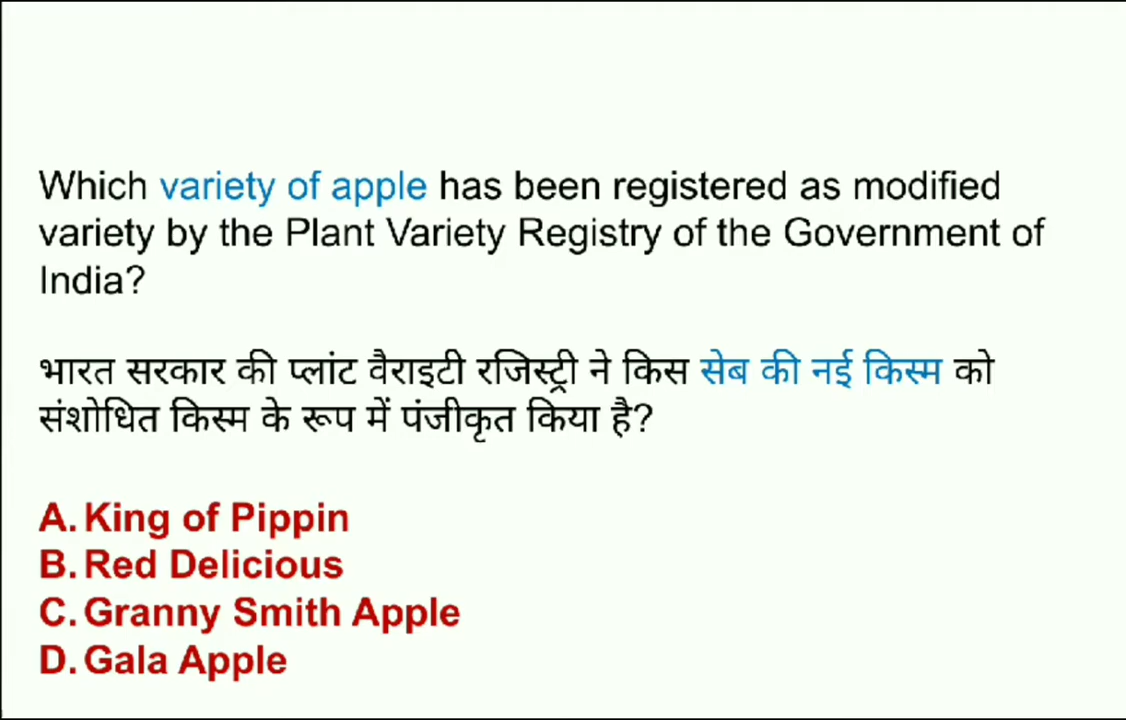 Which variety of apple has been registered as modified
variety by the Plant Variety Registry of the Government of
India?
भारत सरकार की प्लांट वैराइटी रजिस्ट्री ने किस सेब की नई किस्म को
संशोधित किस्म के रूप में पंजीकृत किया है?
A. King of Pippin
B. Red Delicious
C. Granny Smith Apple
D. Gala Apple